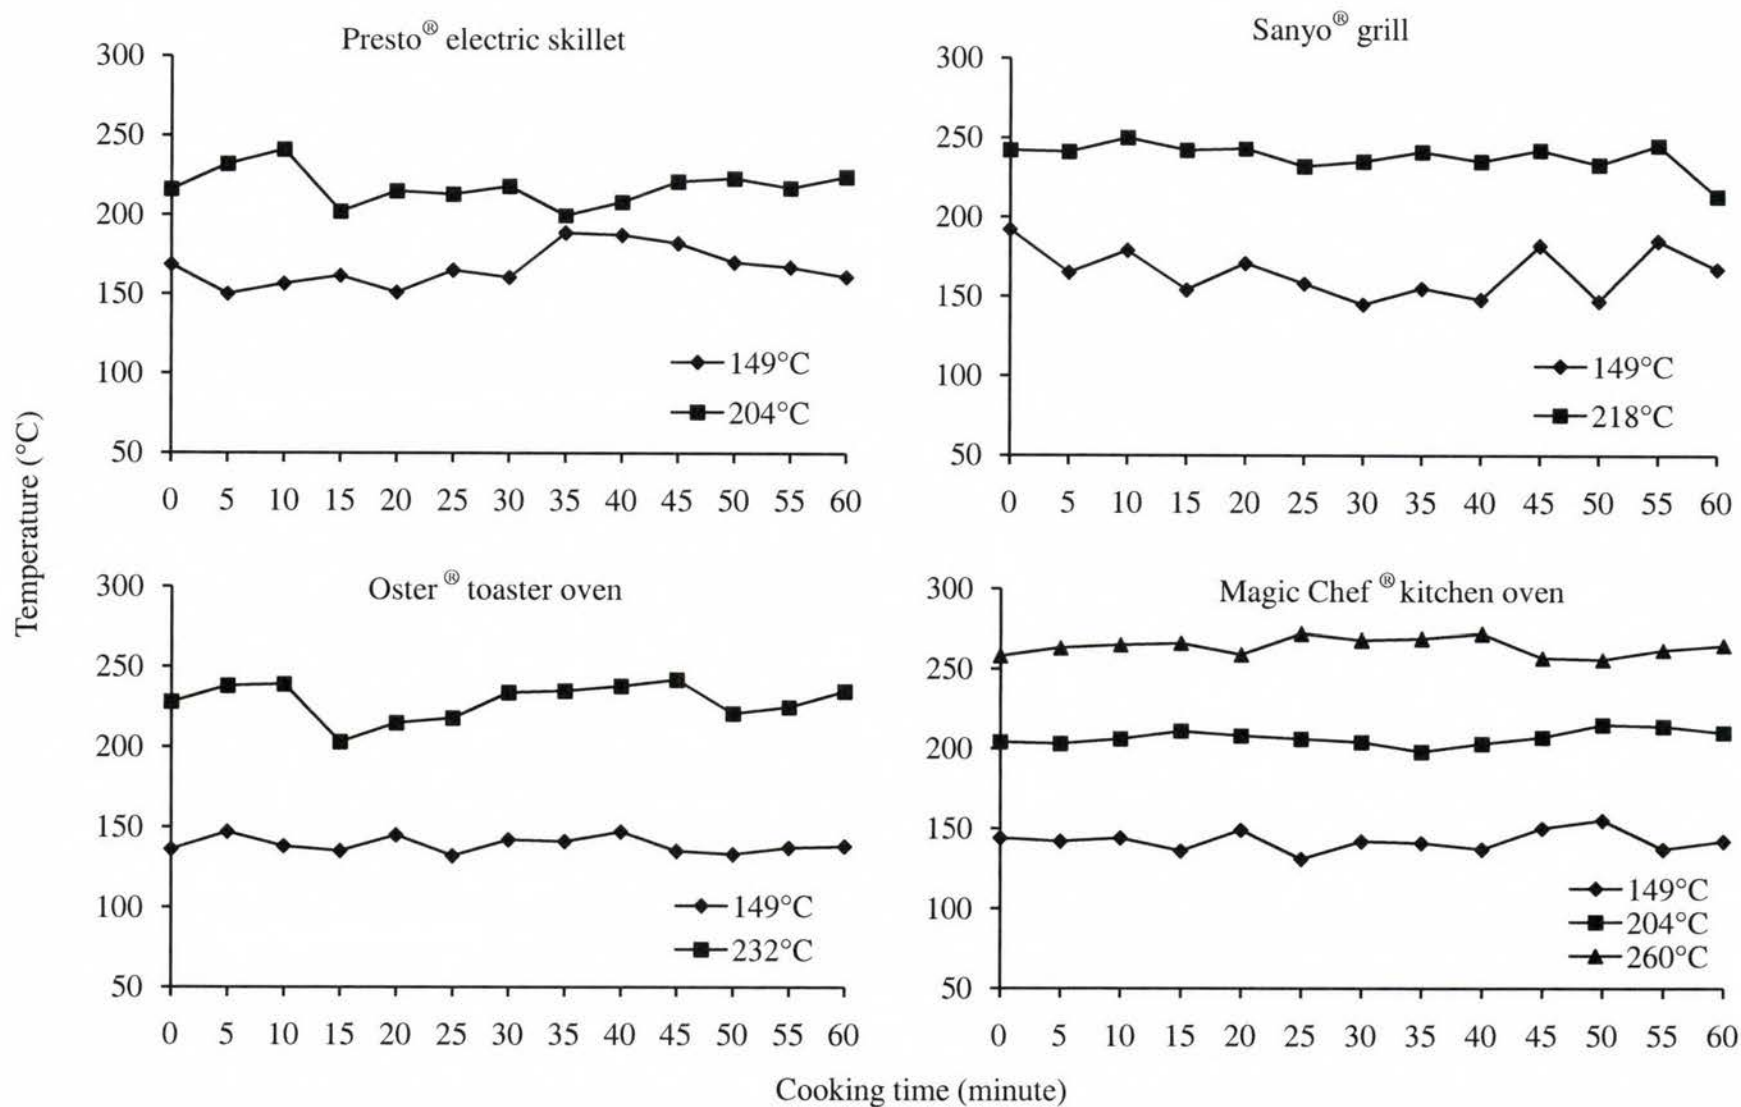 Temperature (°C)
Presto® electric skillet
300
250
200
150
100
50
149°C
204°C
0 5 10 15 20 25 30 35 40 45 50 55 60
Sanyo® grill
300
250
200
150
100
50
149°C
218°C
0 5 10 15 20 25 30 35 40 45 50 55 60
Oster ® toaster oven
300
250
200
150
100
50
149°C
232°C
0 5 10 15 20 25 30 35 40 45 50 55 60
Magic Chef ® kitchen oven
300
250
200
150
100
50
149°C
204°C
260°C
0 5 10 15 20 25 30 35 40 45 50 55 60
Cooking time (minute)